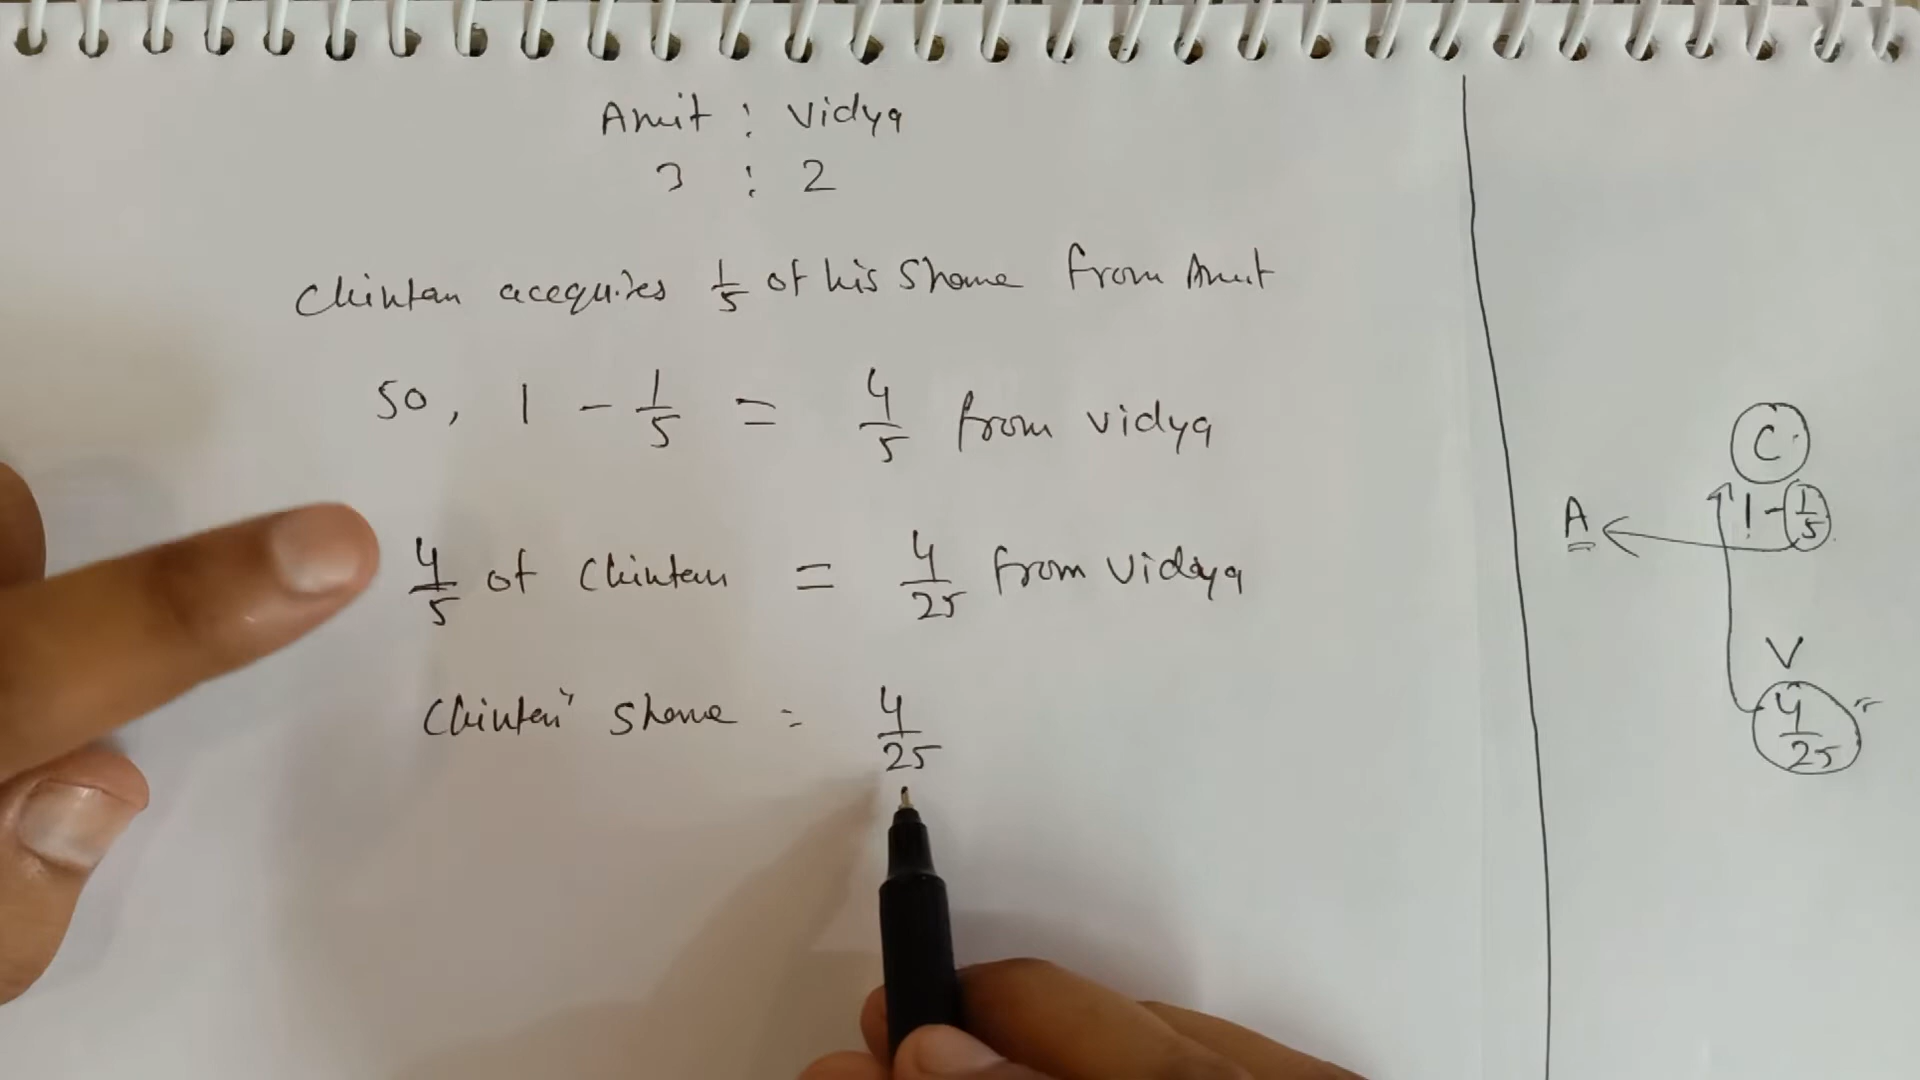 Amit : Vidya
3 : 2
Chintan acequires 1/5 of his Share from Amit
So, 1 - 1/5 = 4/5 from vidya
4/5 of Chintan = 4/25 from Vidya
Chintan' Share = 4/25
C
1 - 1/5
A
V
4/25